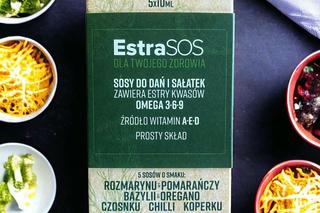 5x10ML
EstraSOS
DLA TWOJEGO ZDROWIA
SOSY DO DAŃ I SAŁATEK
ZAWIERA ESTRY KWASÓW
OMEGA 3-6-9
ŹRÓDŁO WITAMIN A-E-D
PROSTY SKŁAD
5 SOSÓW O SMAKU:
ROZMARYNU-POMARAŃCZY
BAZYLII-OREGANO
CZOSNKU CHILLI KOPERKU